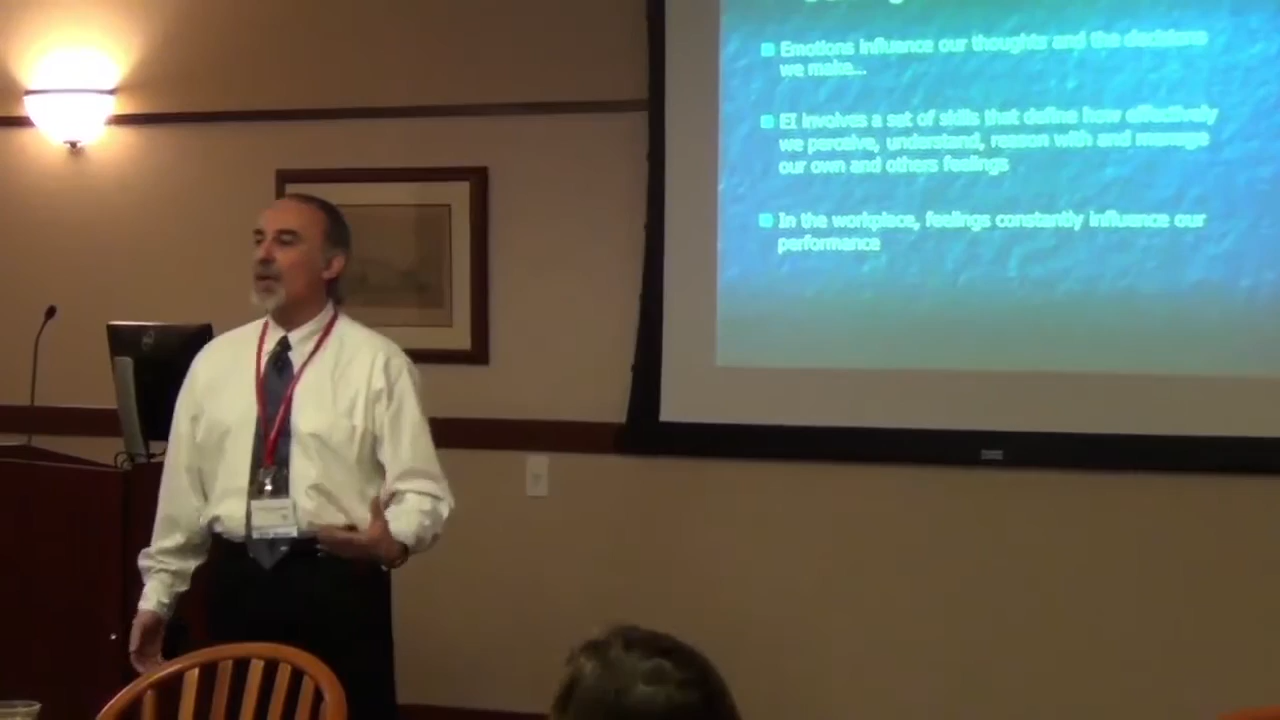 Emotions influence our thoughts and the decisions
we make...
EI involves a set of skills that define how effectively
we perceive, understand, reason with and manage
our own and others feelings
In the workplace, feelings constantly influence our
performance